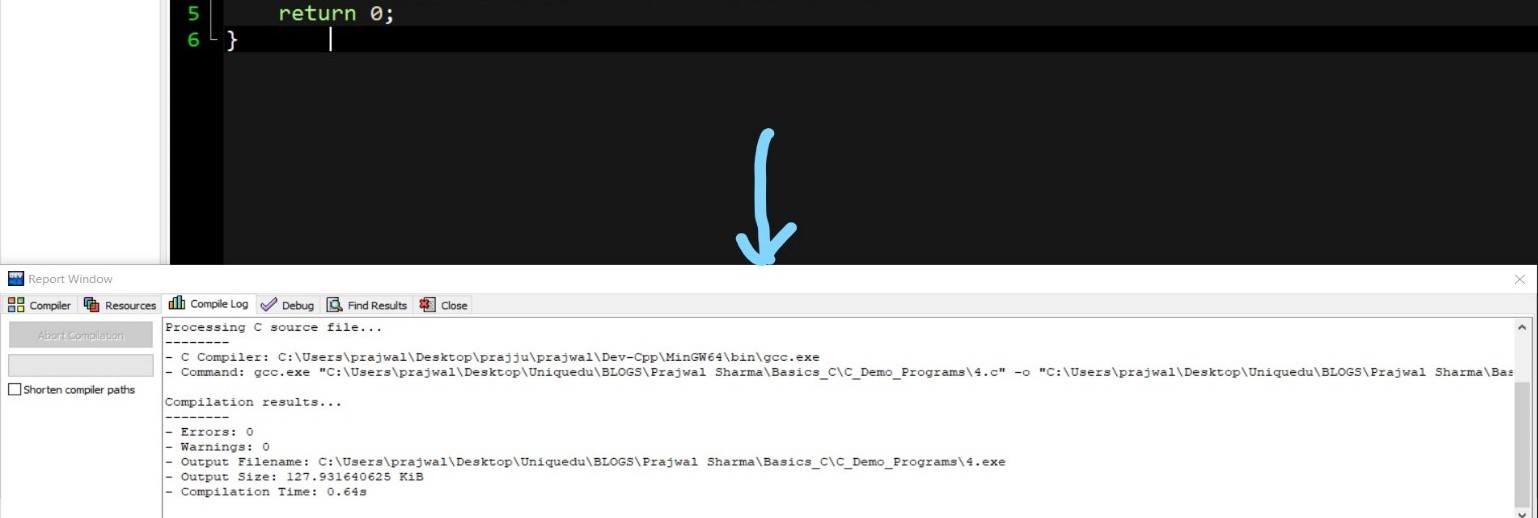 5 return 0;
6 }
Report Window
Compiler Resources Compile Log Debug Find Results Close
Abort Compilation
Shorten compiler paths
Processing C source file...
--------
- C Compiler: C:\Users\prajwal\Desktop\prajju\prajwal\Dev-Cpp\MinGW64\bin\gcc.exe
- Command: gcc.exe "C:\Users\prajwal\Desktop\Uniquedu\BLOGS\Prajwal Sharma\Basics_C\C_Demo_Programs\4.c" -o "C:\Users\prajwal\Desktop\Uniquedu\BLOGS\Prajwal Sharma\Bas
Compilation results...
--------
- Errors: 0
- Warnings: 0
- Output Filename: C:\Users\prajwal\Desktop\Uniquedu\BLOGS\Prajwal Sharma\Basics_C\C_Demo_Programs\4.exe
- Output Size: 127.931640625 KiB
- Compilation Time: 0.64s